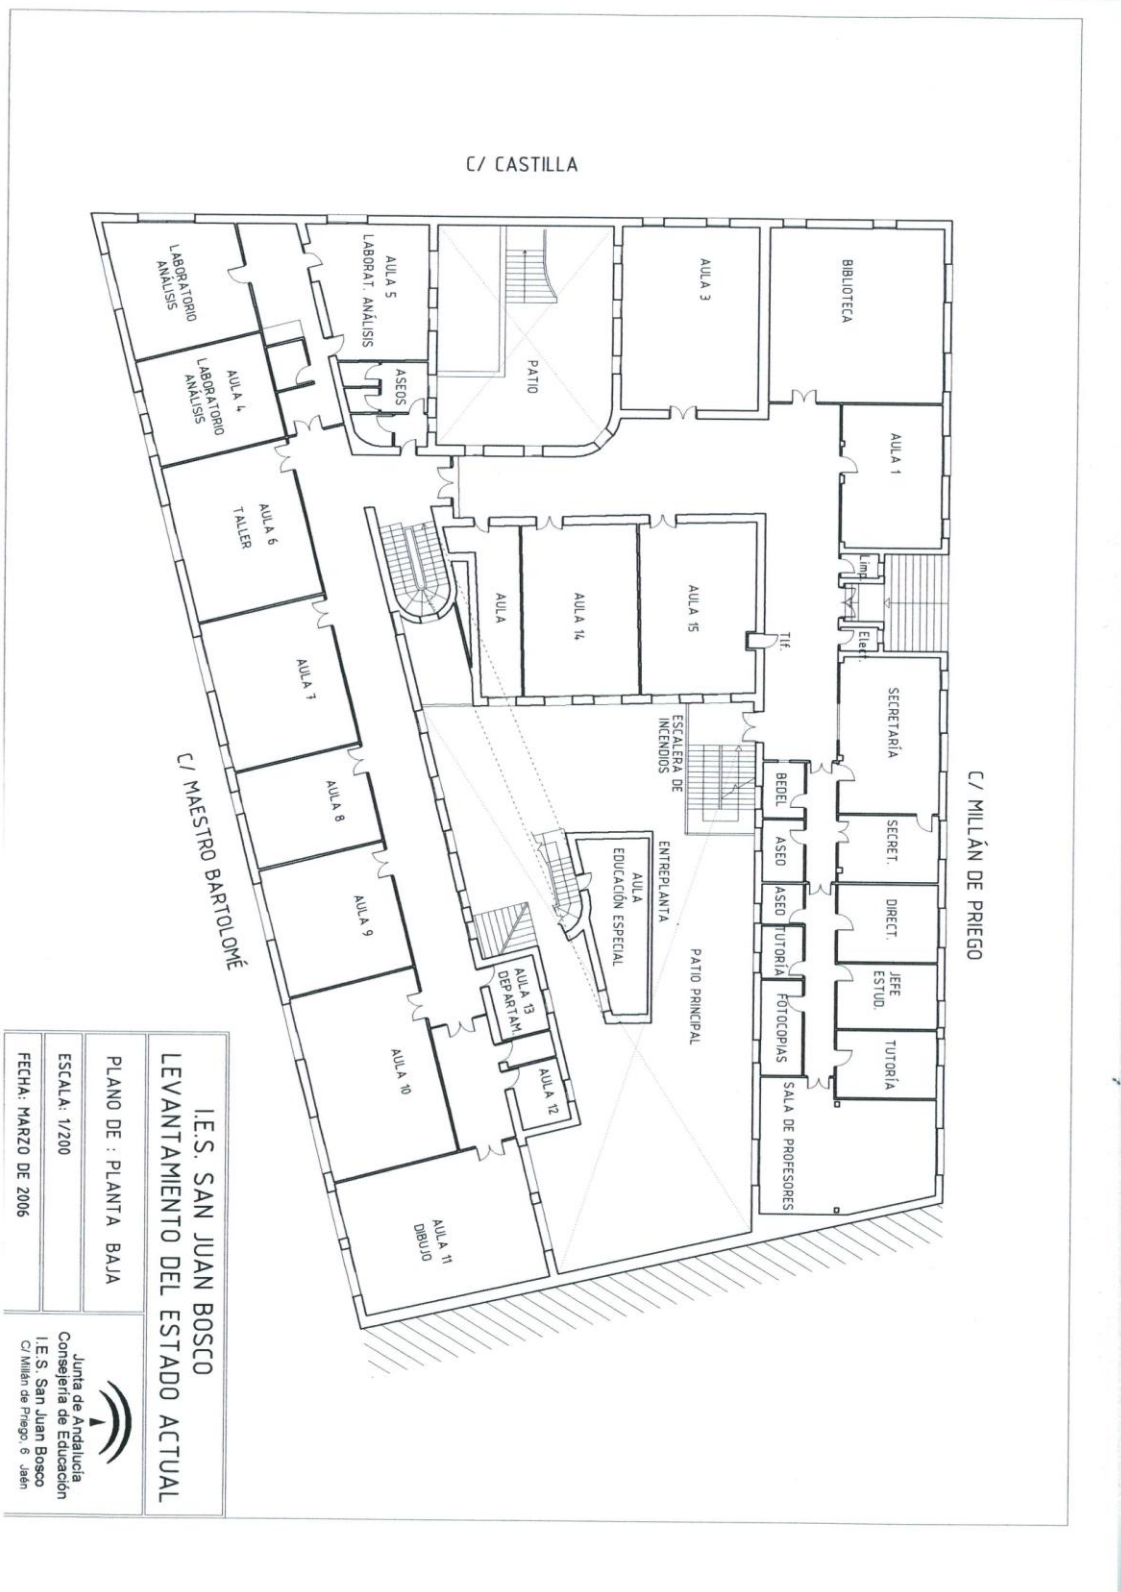 C/ CASTILLA
LABORATORIO
ANÁLISIS
AULA 4
LABORATORIO
ANÁLISIS
AULA 5
LABORAT. ANÁLISIS
ASEOS
PATIO
AULA 3
BIBLIOTECA
AULA 1
AULA 6
TALLER
AULA
AULA 14
AULA 15
Limp.
Elect.
Tlf.
AULA 7
AULA 8
AULA 9
AULA 10
AULA 11
DIBUJO
AULA 12
AULA 13
DEPARTAM.
ESCALERA DE
INCENDIOS
ENTREPLANTA
AULA
EDUCACIÓN ESPECIAL
PATIO PRINCIPAL
SECRETARÍA
BEDEL
ASEO
ASEO
TUTORÍA
FOTOCOPIAS
SECRET.
DIRECT.
JEFE
ESTUD.
TUTORÍA
SALA DE PROFESORES
C/ MILLÁN DE PRIEGO
C/ MAESTRO BARTOLOMÉ
I.E.S. SAN JUAN BOSCO
LEVANTAMIENTO DEL ESTADO ACTUAL
PLANO DE : PLANTA BAJA
ESCALA: 1/200
FECHA: MARZO DE 2006
Junta de Andalucía
Consejería de Educación
I.E.S. San Juan Bosco
C/ Millán de Priego, 6 Jaén